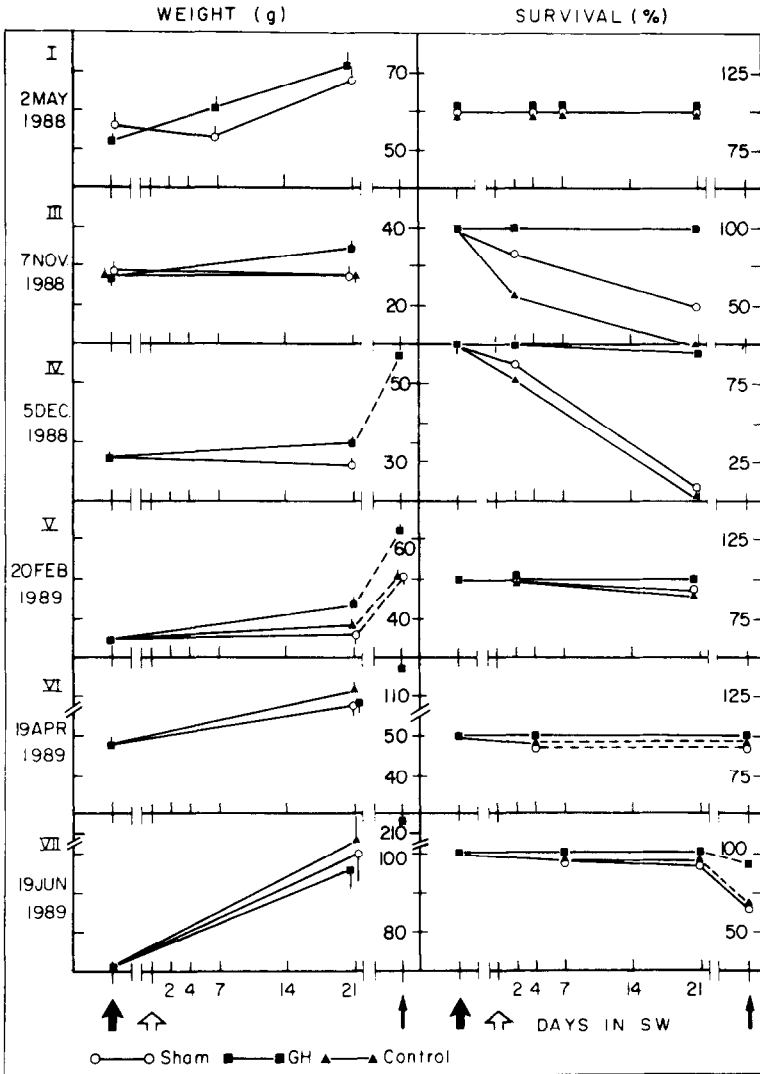 WEIGHT (g) SURVIVAL (%)
I
2 MAY
1988
70
50
125
75
III
7 NOV.
1988
40
20
100
50
IV
5 DEC.
1988
50
30
75
25
V
20 FEB
1989
60
40
125
75
VI
19 APR
1989
110
50
40
125
75
VII
19 JUN
1989
210
100
80
100
50
2 4 7 14 21 2 4 7 14 21
DAYS IN SW
Sham GH Control